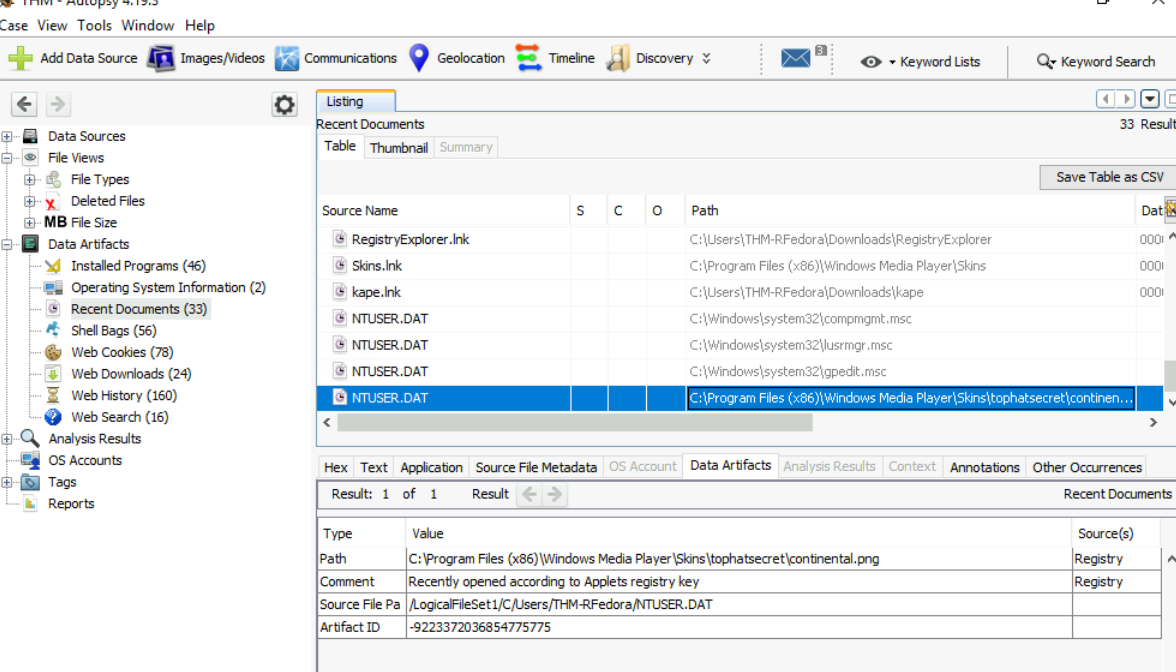 THM - Autopsy 4.19.3
Case View Tools Window Help
Add Data Source Images/Videos Communications Geolocation Timeline Discovery 3 Keyword Lists Keyword Search
Data Sources
File Views
File Types
Deleted Files
MB File Size
Data Artifacts
Installed Programs (46)
Operating System Information (2)
Recent Documents (33)
Shell Bags (56)
Web Cookies (78)
Web Downloads (24)
Web History (160)
Web Search (16)
Analysis Results
OS Accounts
Tags
Reports
Listing
Recent Documents 33 Result
Table Thumbnail Summary
Save Table as CSV
Source Name S C O Path Dat
RegistryExplorer.lnk C:\Users\THM-RFedora\Downloads\RegistryExplorer 000
Skins.lnk C:\Program Files (x86)\Windows Media Player\Skins 000
kape.lnk C:\Users\THM-RFedora\Downloads\kape 000
NTUSER.DAT C:\Windows\system32\compmgmt.msc
NTUSER.DAT C:\Windows\system32\lusrmgr.msc
NTUSER.DAT C:\Windows\system32\gpedit.msc
NTUSER.DAT C:\Program Files (x86)\Windows Media Player\Skins\tophatsecret\continen...
Hex Text Application Source File Metadata OS Account Data Artifacts Analysis Results Context Annotations Other Occurrences
Result: 1 of 1 Result Recent Documents
Type Value Source(s)
Path C:\Program Files (x86)\Windows Media Player\Skins\tophatsecret\continental.png Registry
Comment Recently opened according to Applets registry key Registry
Source File Pa /LogicalFileSet1/C/Users/THM-RFedora/NTUSER.DAT
Artifact ID -9223372036854775775